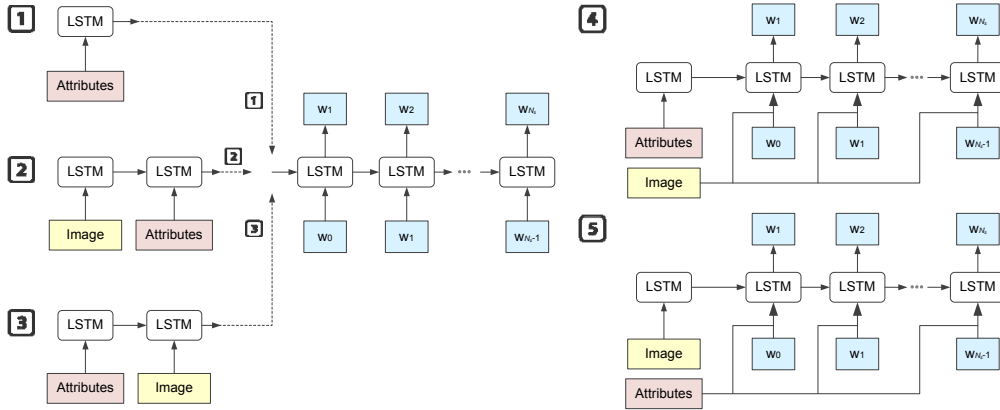 1
LSTM
Attributes
1
w1 w2 wNs
2
2
LSTM LSTM LSTM LSTM LSTM
Image Attributes
3
w0 w1 wNs-1
3
LSTM LSTM
Attributes Image
4
w1 w2 wNs
LSTM LSTM LSTM LSTM
Attributes
w0 w1 wNs-1
Image
5
w1 w2 wNs
LSTM LSTM LSTM LSTM
Image
w0 w1 wNs-1
Attributes